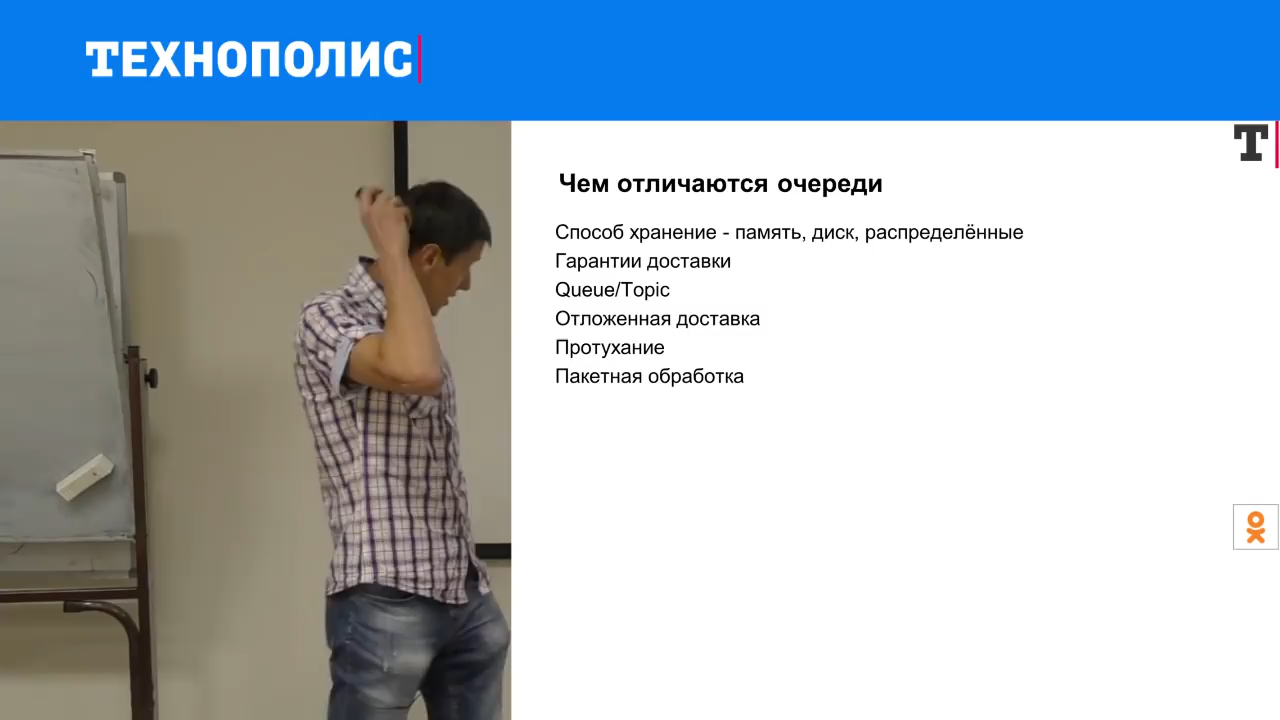 ТЕХНОПОЛИС
Т
Чем отличаются очереди
Способ хранение - память, диск, распределённые
Гарантии доставки
Queue/Topic
Отложенная доставка
Протухание
Пакетная обработка